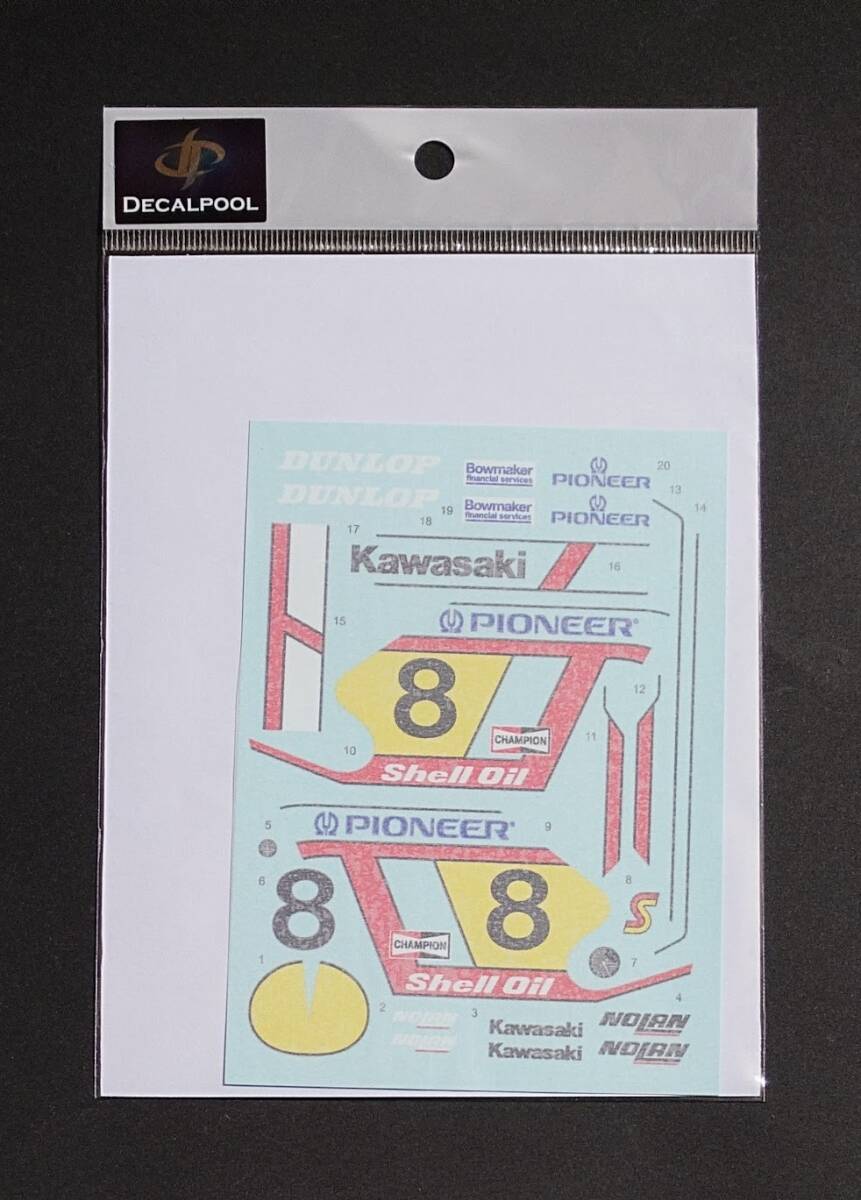 DECALPOOL
DUNLOP
Bowmaker
financial services
PIONEER
20
DUNLOP
19
Bowmaker
financial services
PIONEER
13
14
17
18
Kawasaki
16
15
PIONEER
8
12
CHAMPION
11
10
Shell Oil
5
PIONEER
9
6
8
8
8
S
CHAMPION
7
1
Shell Oil
4
2
3
NOLAN
Kawasaki
NOLAN
NOLAN
Kawasaki
NOLAN